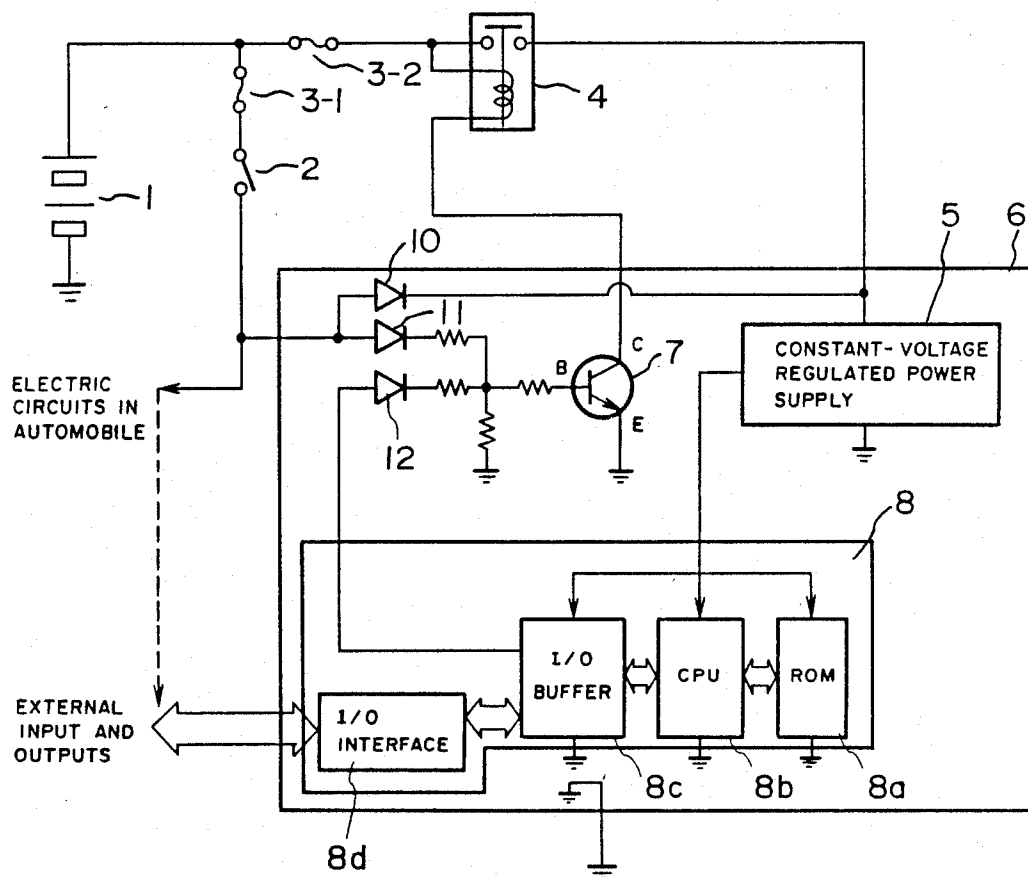 3-2
4
3-1
2
1
5
6
10
11
CONSTANT-VOLTAGE
REGULATED POWER
SUPPLY
C
7
B
E
ELECTRIC
CIRCUITS IN
AUTOMOBILE
12
8
I/O
BUFFER
CPU
ROM
EXTERNAL
INPUT AND
OUTPUTS
I/O
INTERFACE
8c
8b
8a
8d